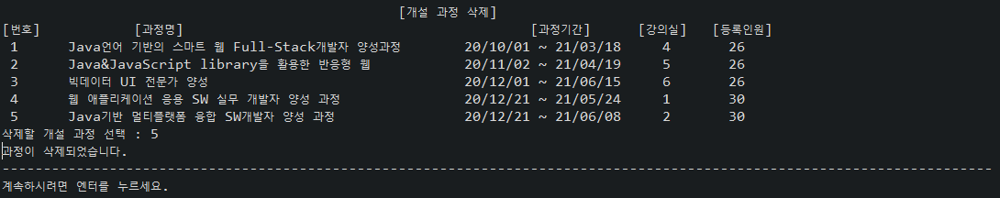 [개설 과정 삭제]
[번호] [과정명] [과정기간] [강의실] [등록인원]
1 Java언어 기반의 스마트 웹 Full-Stack개발자 양성과정 20/10/01 ~ 21/03/18 4 26
2 Java&JavaScript library을 활용한 반응형 웹 20/11/02 ~ 21/04/19 5 26
3 빅데이터 UI 전문가 양성 20/12/01 ~ 21/06/15 6 26
4 웹 애플리케이션 응용 SW 실무 개발자 양성 과정 20/12/21 ~ 21/05/24 1 30
5 Java기반 멀티플랫폼 융합 SW개발자 양성 과정 20/12/21 ~ 21/06/08 2 30
삭제할 개설 과정 선택 : 5
과정이 삭제되었습니다.
--------------------------------------------------------------------------------
계속하시려면 엔터를 누르세요.